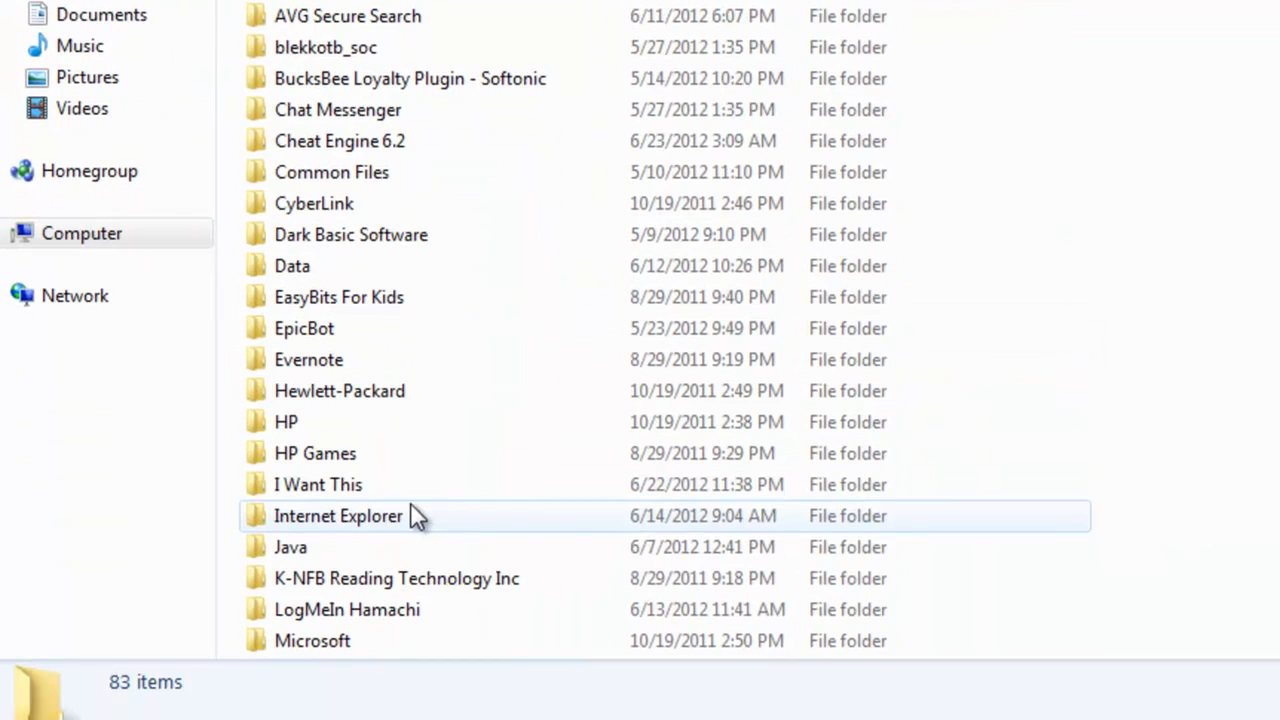 Documents
Music
Pictures
Videos
Homegroup
Computer
Network
AVG Secure Search 6/11/2012 6:07 PM File folder
blekkotb_soc 5/27/2012 1:35 PM File folder
BucksBee Loyalty Plugin - Softonic 5/14/2012 10:20 PM File folder
Chat Messenger 5/27/2012 1:35 PM File folder
Cheat Engine 6.2 6/23/2012 3:09 AM File folder
Common Files 5/10/2012 11:10 PM File folder
CyberLink 10/19/2011 2:46 PM File folder
Dark Basic Software 5/9/2012 9:10 PM File folder
Data 6/12/2012 10:26 PM File folder
EasyBits For Kids 8/29/2011 9:40 PM File folder
EpicBot 5/23/2012 9:49 PM File folder
Evernote 8/29/2011 9:19 PM File folder
Hewlett-Packard 10/19/2011 2:49 PM File folder
HP 10/19/2011 2:38 PM File folder
HP Games 8/29/2011 9:29 PM File folder
I Want This 6/22/2012 11:38 PM File folder
Internet Explorer 6/14/2012 9:04 AM File folder
Java 6/7/2012 12:41 PM File folder
K-NFB Reading Technology Inc 8/29/2011 9:18 PM File folder
LogMeIn Hamachi 6/13/2012 11:41 AM File folder
Microsoft 10/19/2011 2:50 PM File folder
83 items